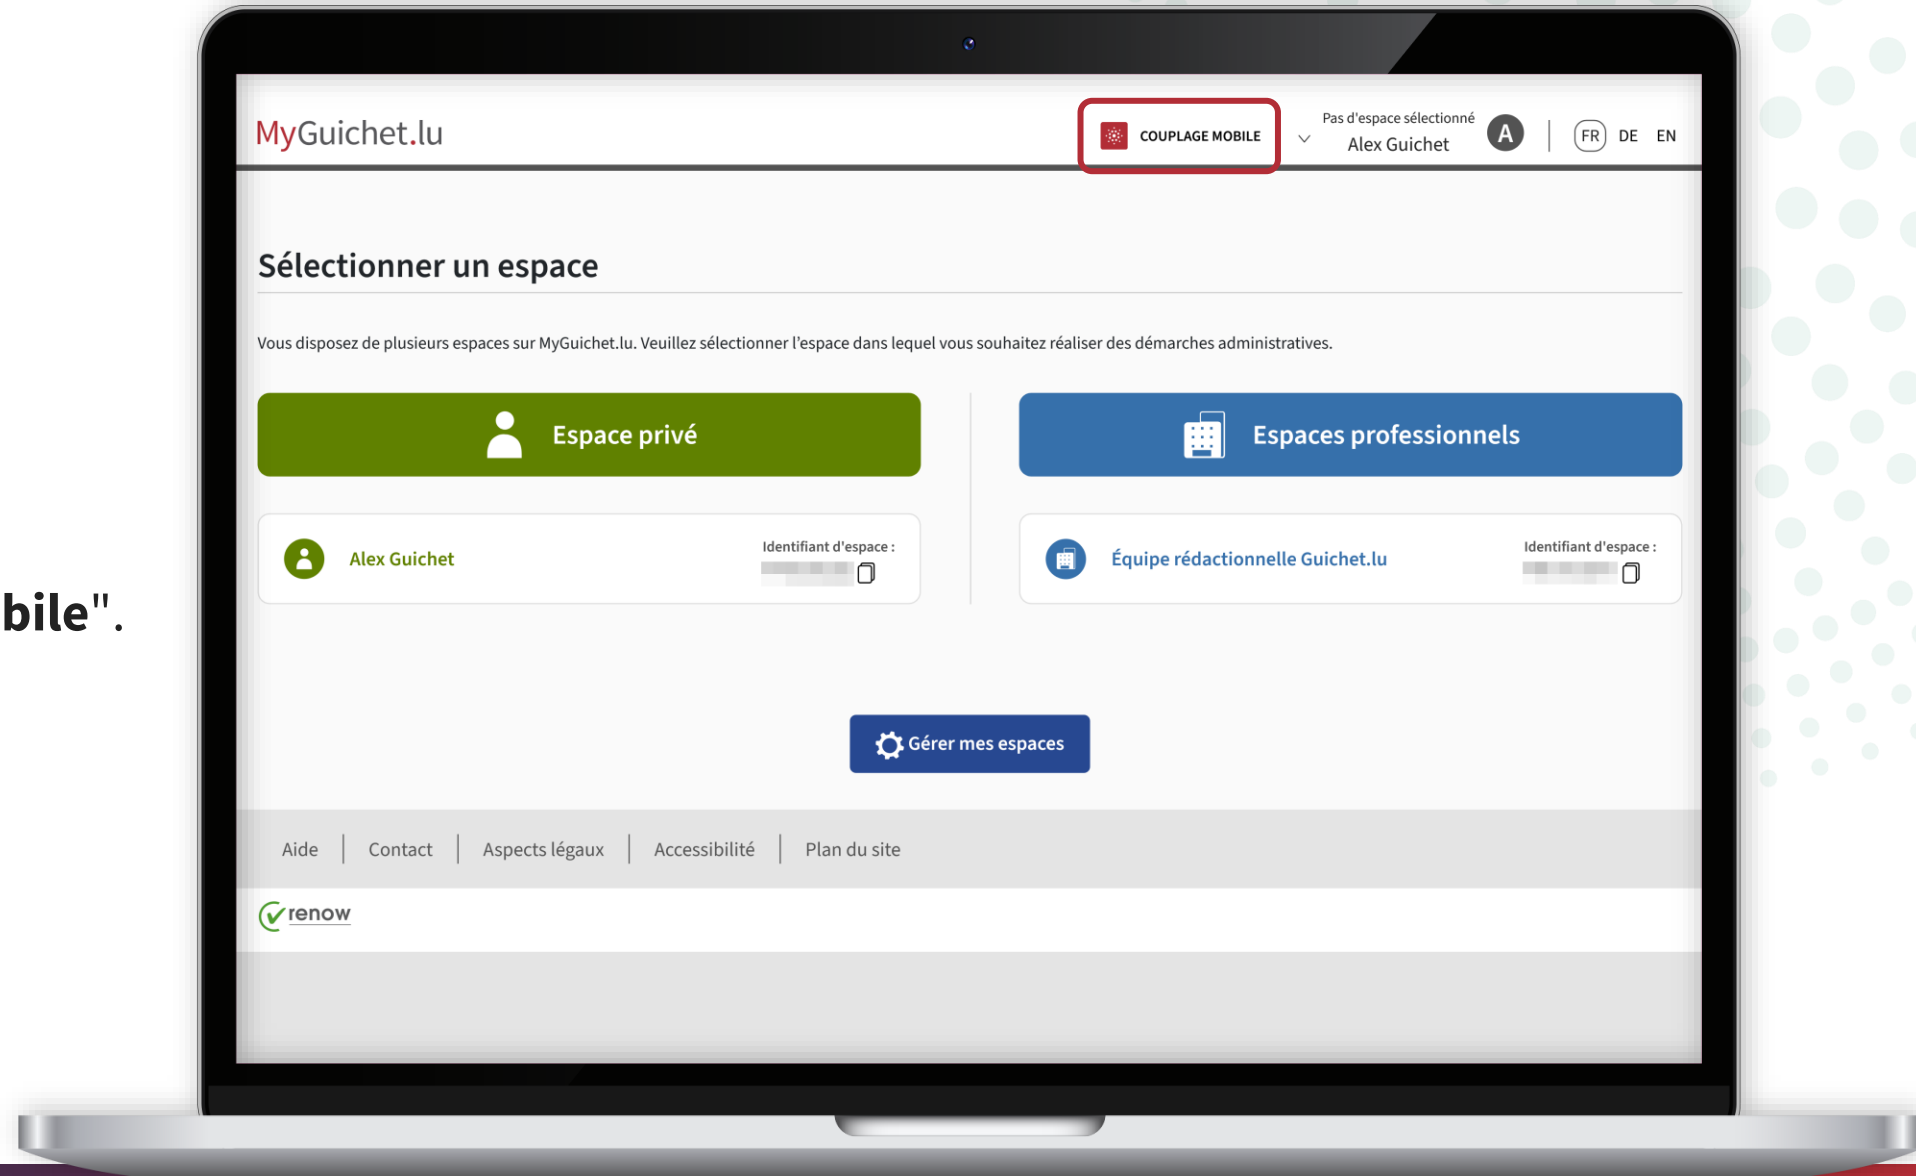 MyGuichet.lu
COUPLAGE MOBILE
Pas d'espace sélectionné
Alex Guichet
A
FR DE EN
Sélectionner un espace
Vous disposez de plusieurs espaces sur MyGuichet.lu. Veuillez sélectionner l'espace dans lequel vous souhaitez réaliser des démarches administratives.
Espace privé
Espaces professionnels
Alex Guichet
Identifiant d'espace :
Équipe rédactionnelle Guichet.lu
Identifiant d'espace :
bile".
Gérer mes espaces
Aide
Contact
Aspects légaux
Accessibilité
Plan du site
renow